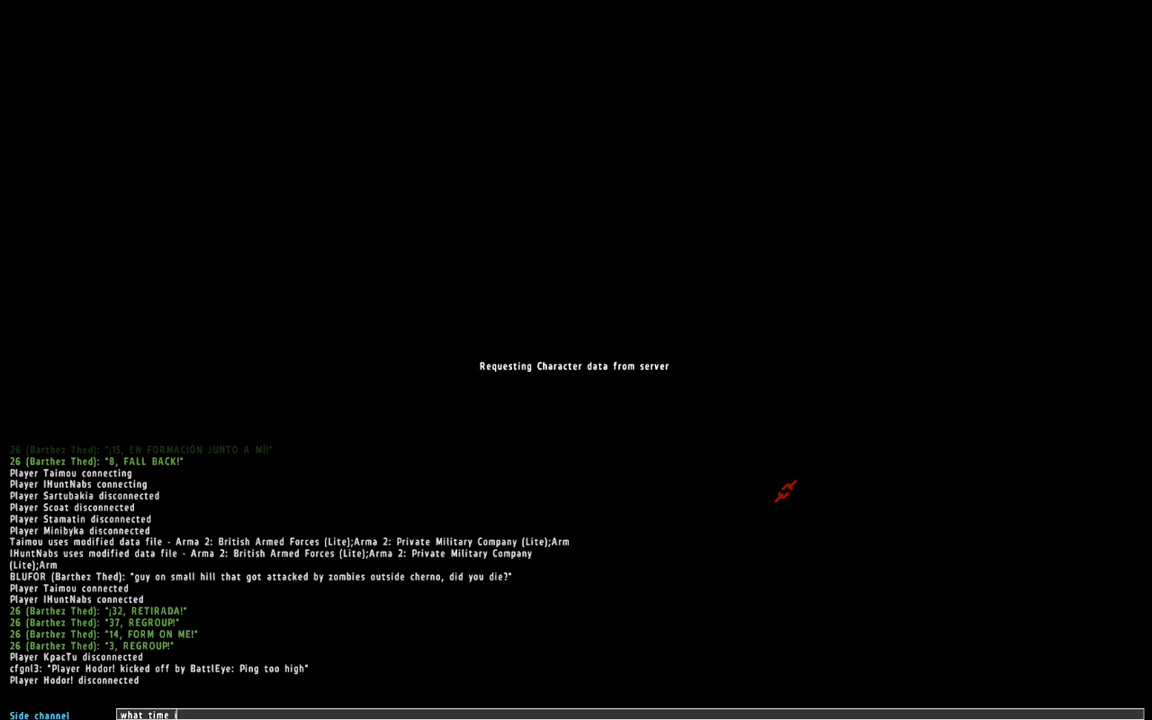 Requesting Character data from server
26 (Barthez Thed): "¡15, EN FORMACIÓN JUNTO A MÍ!"
26 (Barthez Thed): "8, FALL BACK!"
Player Taimou connecting
Player IHuntNabs connecting
Player Sartubakia disconnected
Player Scoat disconnected
Player Stamatin disconnected
Player Minibyka disconnected
Taimou uses modified data file - Arma 2: British Armed Forces (Lite);Arma 2: Private Military Company (Lite);Arm
IHuntNabs uses modified data file - Arma 2: British Armed Forces (Lite);Arma 2: Private Military Company
(Lite);Arm
BLUFOR (Barthez Thed): "guy on small hill that got attacked by zombies outside cherno, did you die?"
Player Taimou connected
Player IHuntNabs connected
26 (Barthez Thed): "¡32, RETIRADA!"
26 (Barthez Thed): "37, REGROUP!"
26 (Barthez Thed): "14, FORM ON ME!"
26 (Barthez Thed): "3, REGROUP!"
Player KpacTu disconnected
cfgnl3: "Player Hodor! kicked off by BattlEye: Ping too high"
Player Hodor! disconnected
Side channel what time i